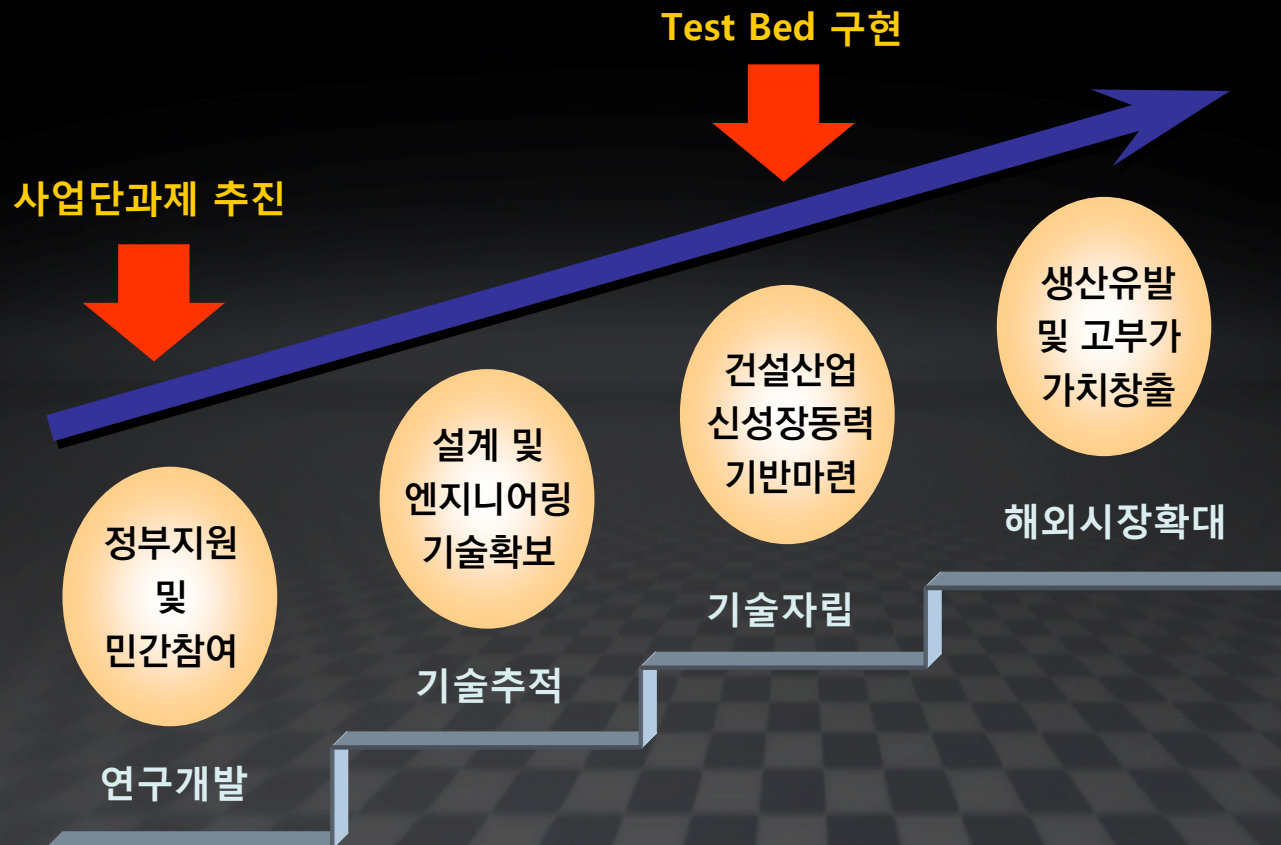 Test Bed 구현
사업단과제 추진
정부지원
및
민간참여
연구개발
설계 및
엔지니어링
기술확보
기술추적
건설산업
신성장동력
기반마련
기술자립
생산유발
및 고부가
가치창출
해외시장확대